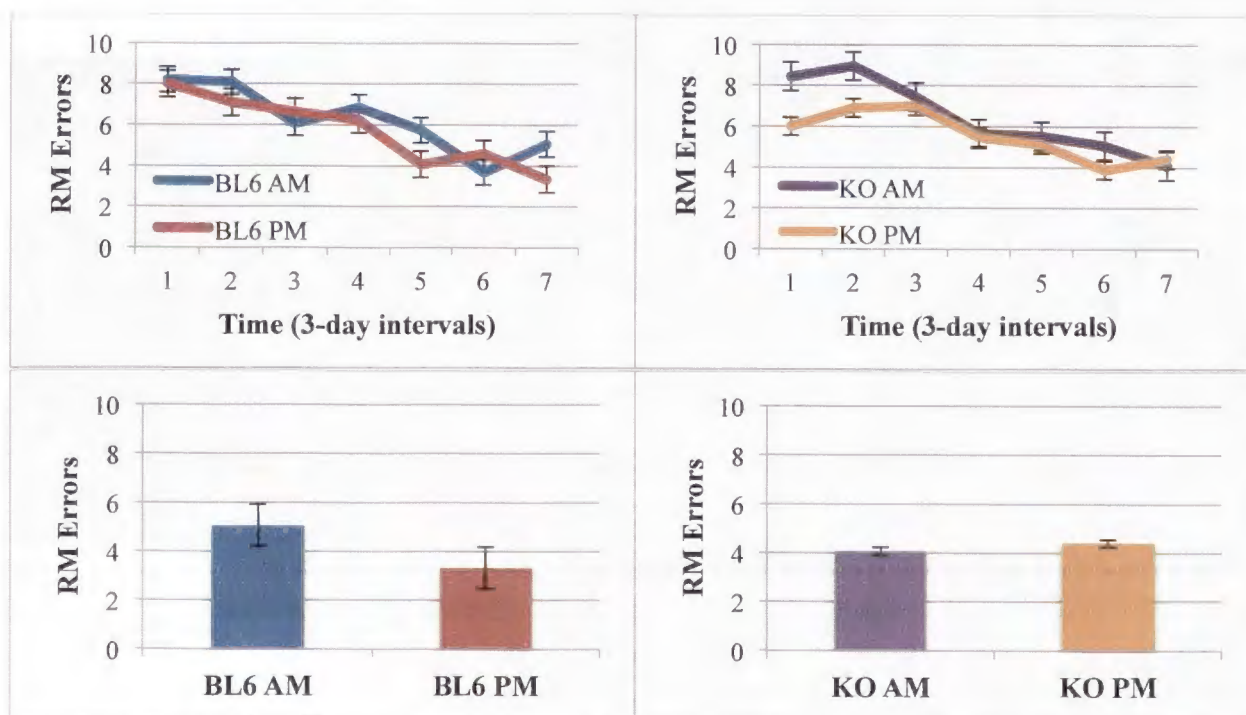 10
8
6
4
2
0
RM Errors
BL6 AM
BL6 PM
1 2 3 4 5 6 7
Time (3-day intervals)
10
8
6
4
2
0
RM Errors
KO AM
KO PM
1 2 3 4 5 6 7
Time (3-day intervals)
10
8
6
4
2
0
RM Errors
BL6 AM BL6 PM
10
8
6
4
2
0
RM Errors
KO AM KO PM